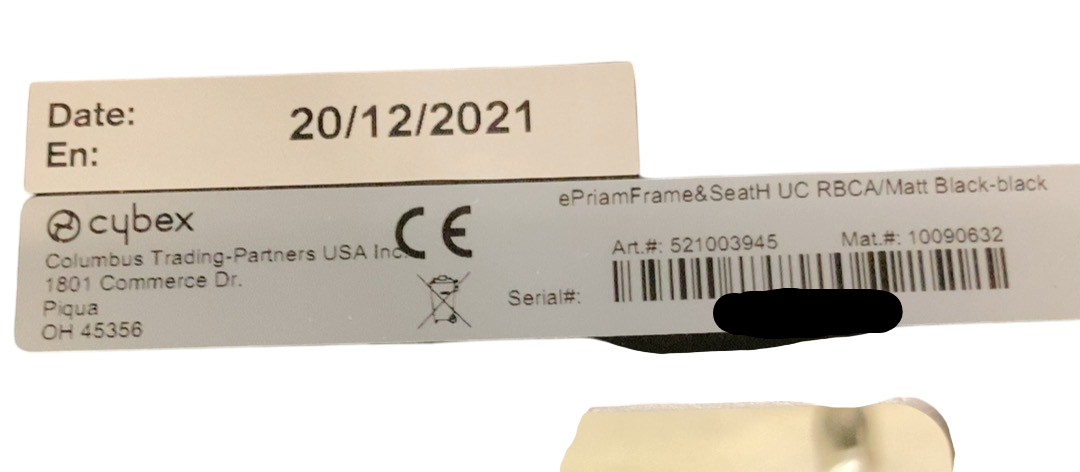 Date: 20/12/2021
En:
cybex
Columbus Trading-Partners USA Inc.
1801 Commerce Dr.
Piqua
OH 45356
CE
ePriamFrame&SeatH UC RBCA/Matt Black-black
Art.#: 521003945 Mat.#: 10090632
Serial#: